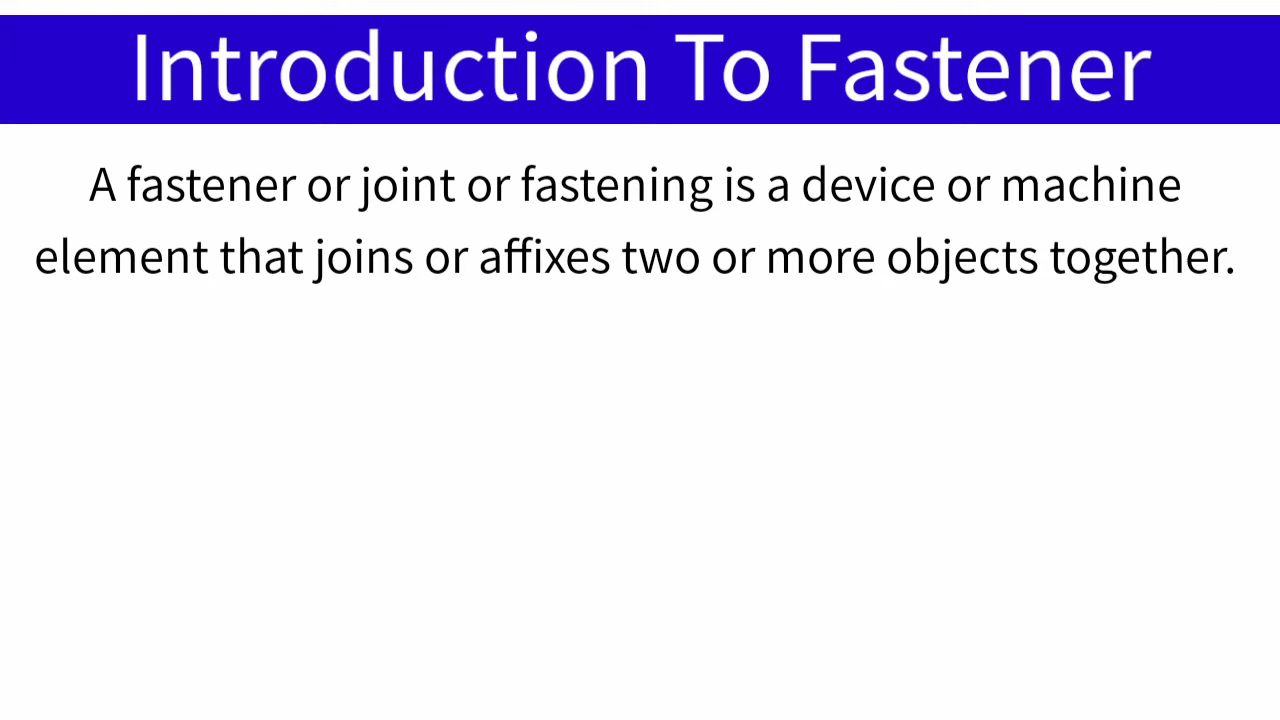 Introduction To Fastener
A fastener or joint or fastening is a device or machine
element that joins or affixes two or more objects together.